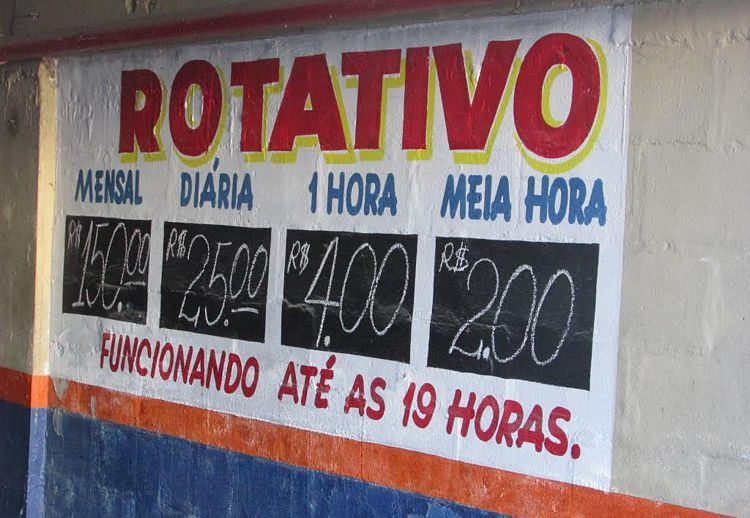 ROTATIVO
MENSAL DIÁRIA 1 HORA MEIA HORA
R$150.00 R$25.00 R$4.00 R$2.00
FUNCIONANDO ATÉ AS 19 HORAS.